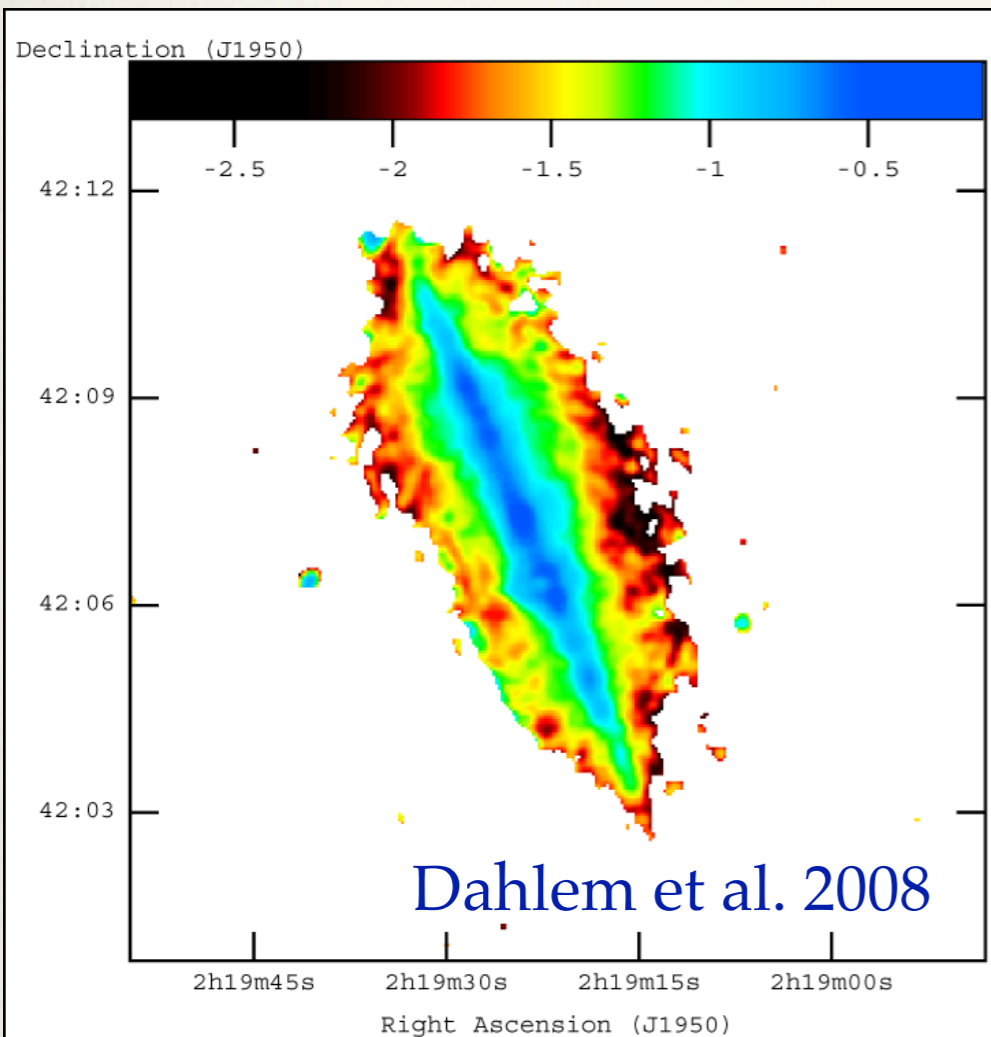 Declination (J1950)
-2.5 -2 -1.5 -1 -0.5
42:12
42:09
42:06
42:03
Dahlem et al. 2008
2h19m45s 2h19m30s 2h19m15s 2h19m00s
Right Ascension (J1950)